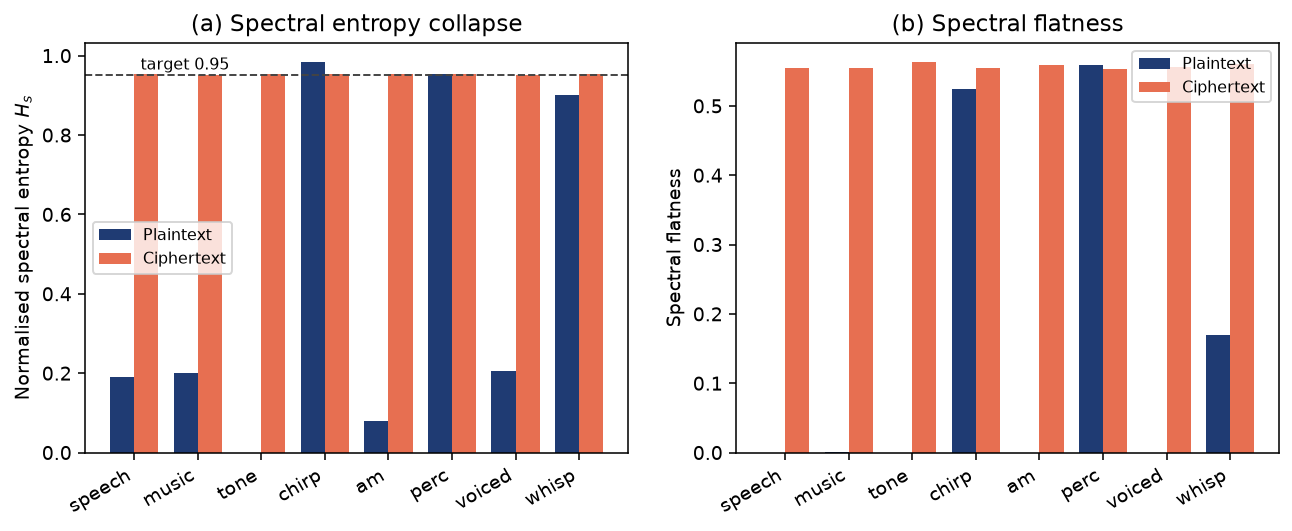 (a) Spectral entropy collapse
Normalised spectral entropy Hₛ
1.0
0.8
0.6
0.4
0.2
0.0
target 0.95
Plaintext
Ciphertext
speech
music
tone
chirp
am
perc
voiced
whisp
(b) Spectral flatness
Spectral flatness
0.5
0.4
0.3
0.2
0.1
0.0
Plaintext
Ciphertext
speech
music
tone
chirp
am
perc
voiced
whisp